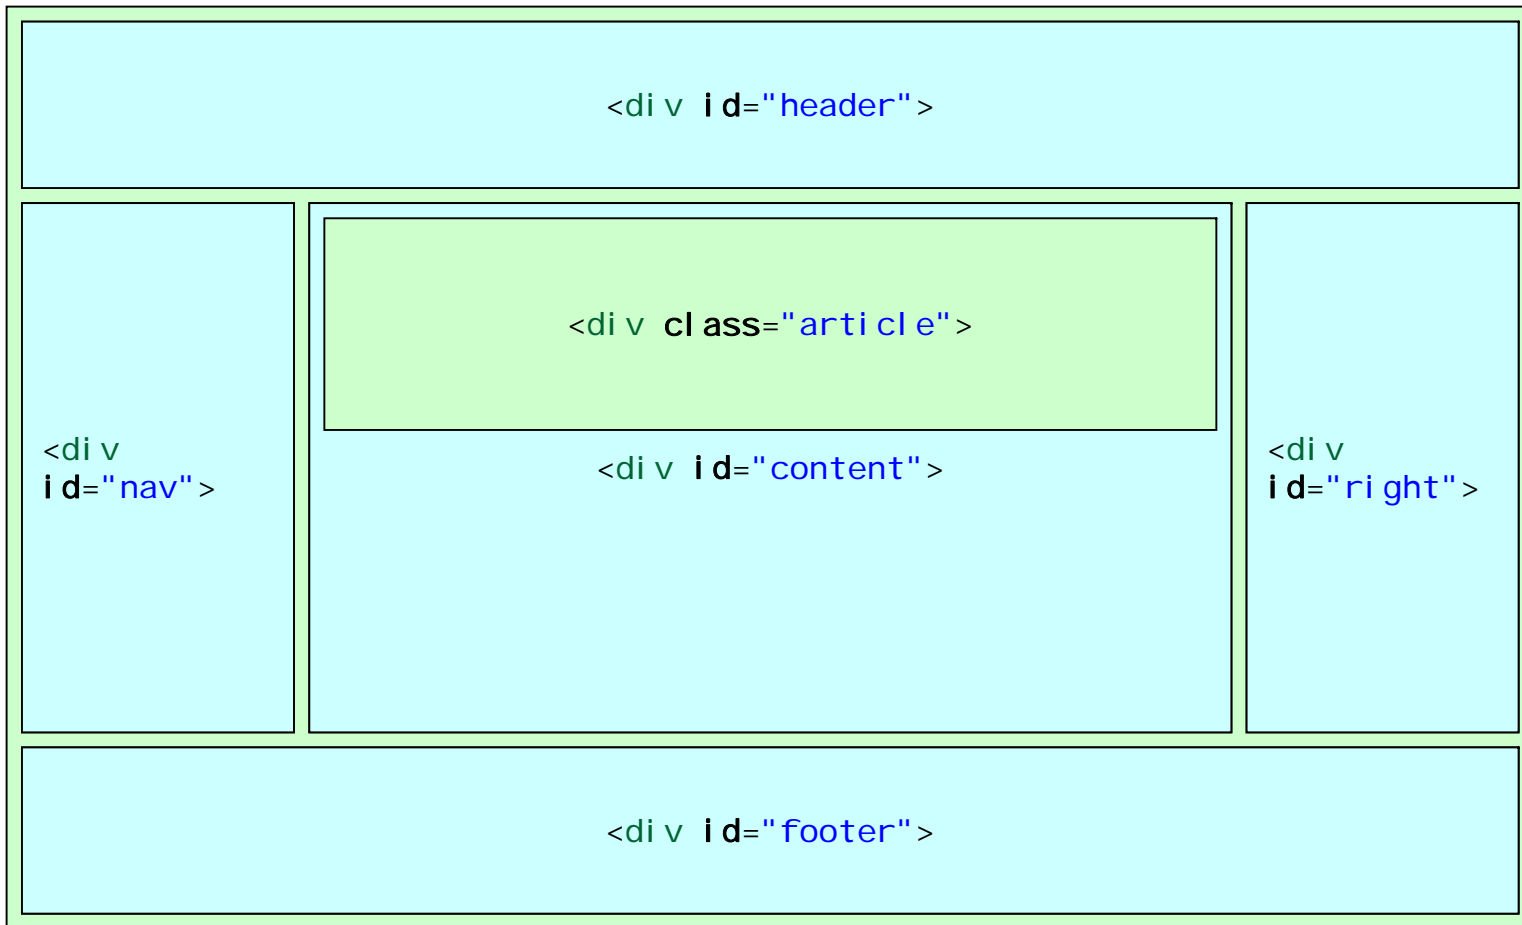 <div id="header">
<div class="article">
<div
id="nav">
<div id="content">
<div
id="right">
<div id="footer">